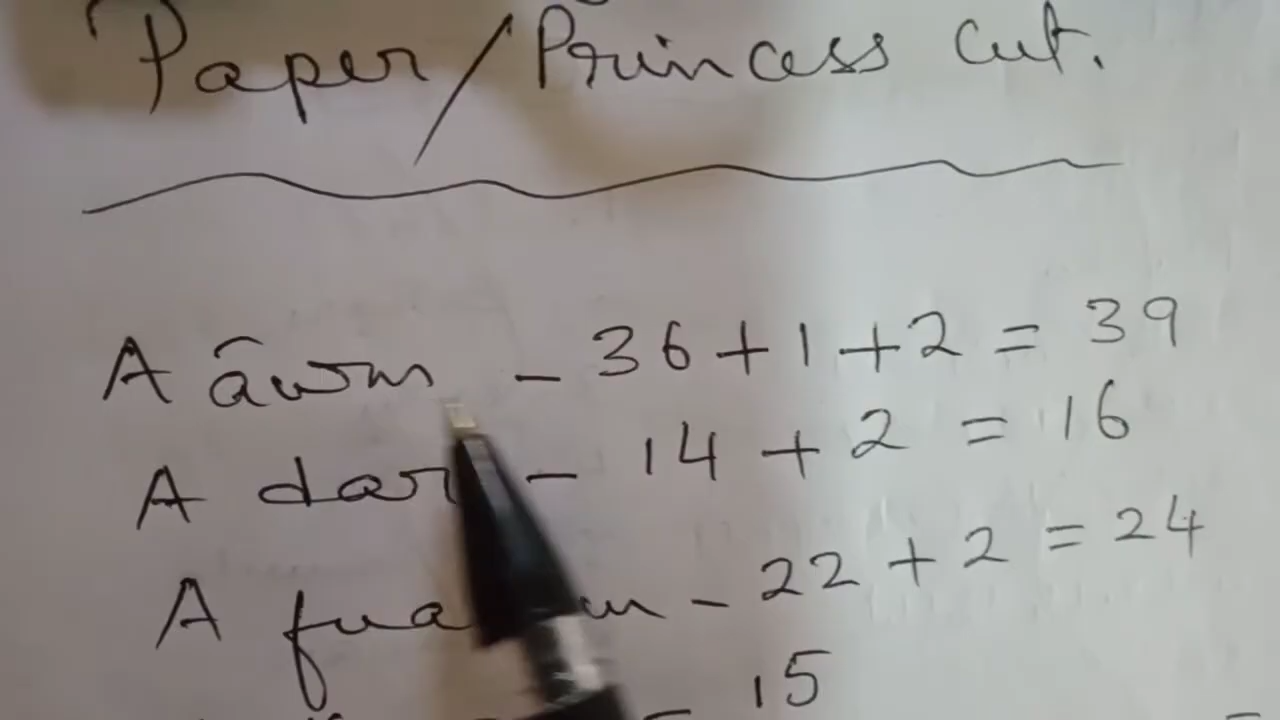 Paper/Princess cut.
A âwm - 36+1+2 = 39
A dar - 14 + 2 = 16
A - 22 + 2 = 24
- 15 =